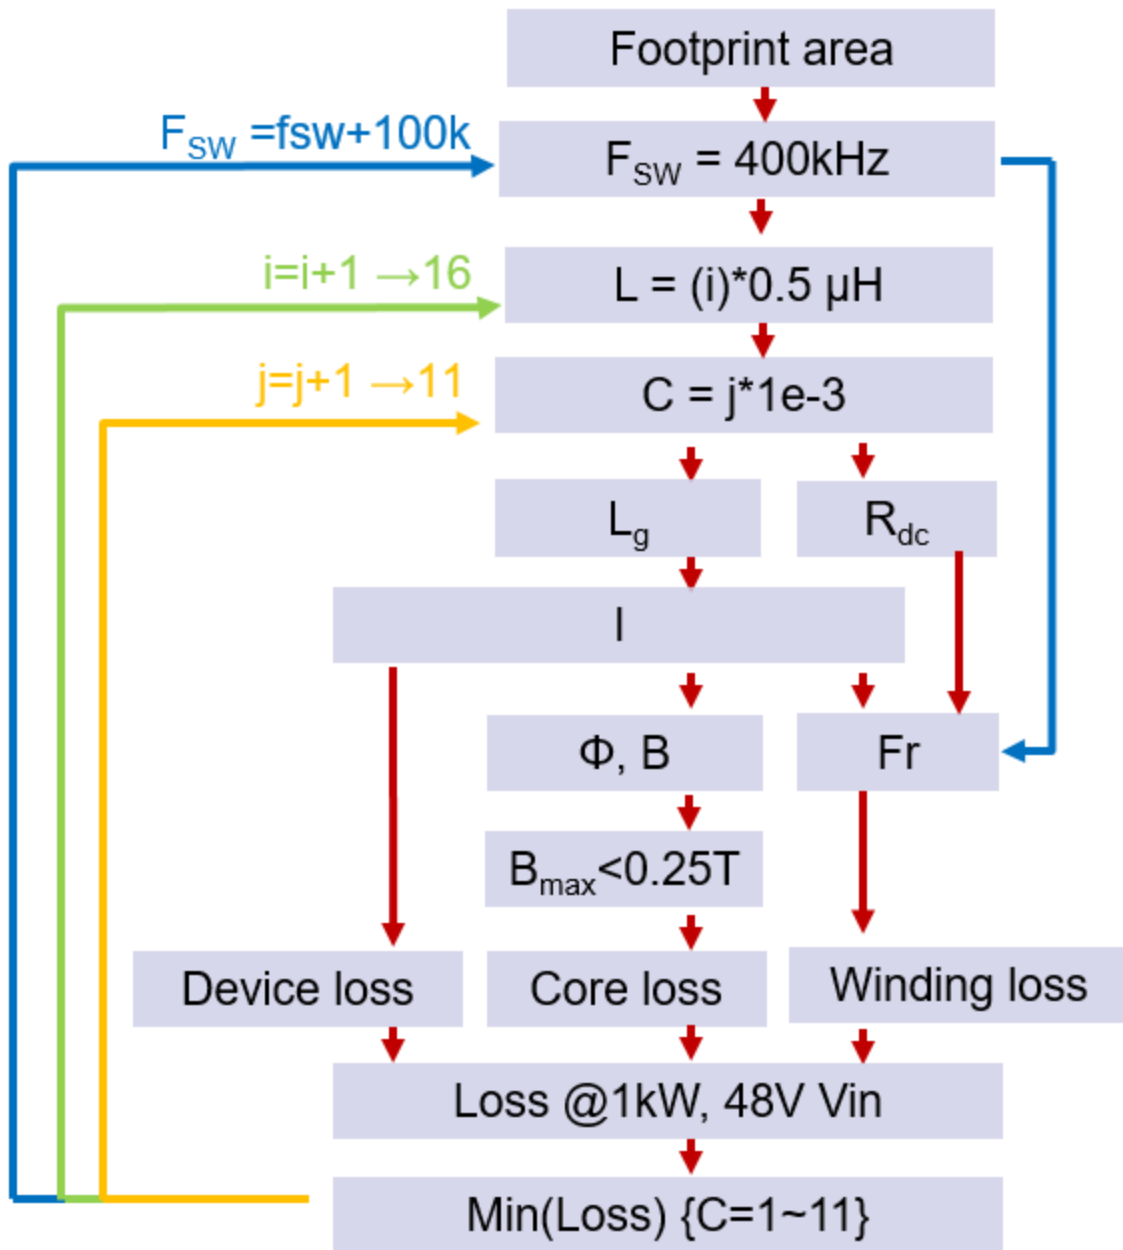 Footprint area
F_SW =fsw+100k
F_SW = 400kHz
i=i+1 →16
L = (i)*0.5 µH
j=j+1 →11
C = j*1e-3
L_g
R_dc
I
Φ, B
Fr
B_max<0.25T
Device loss
Core loss
Winding loss
Loss @1kW, 48V Vin
Min(Loss) {C=1~11}